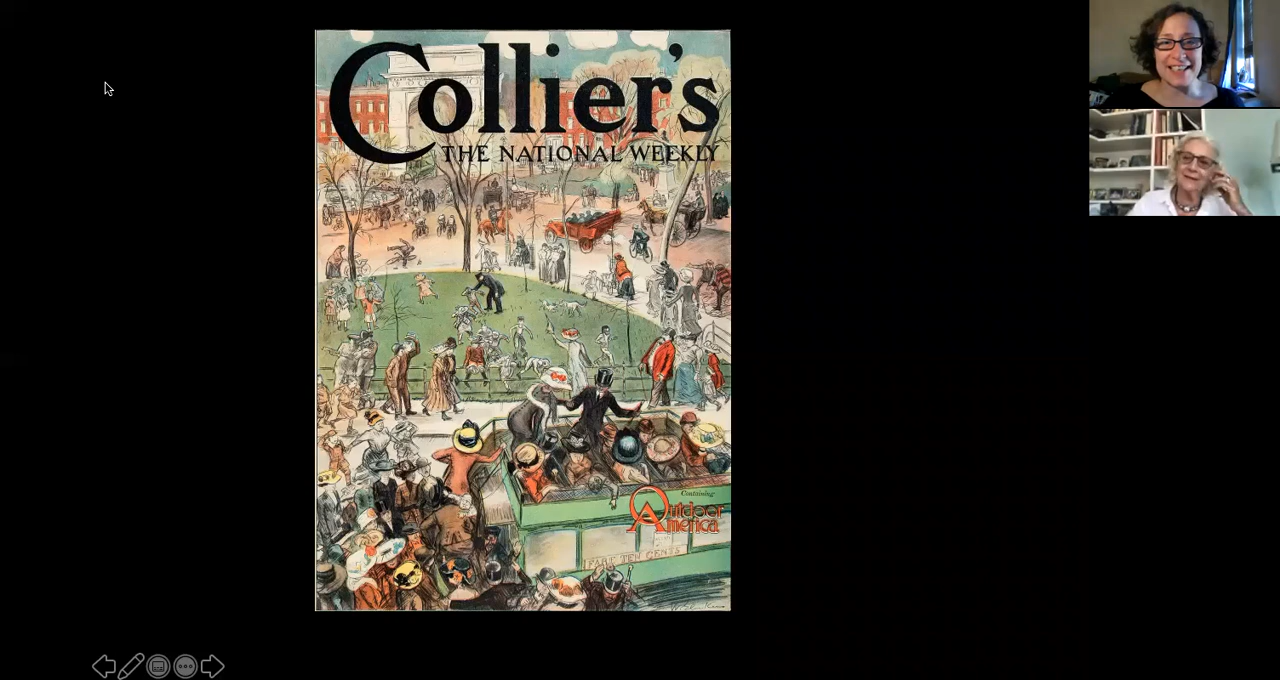 Collier's
THE NATIONAL WEEKLY
Containing
Outdoor
America
FARE TEN CENTS